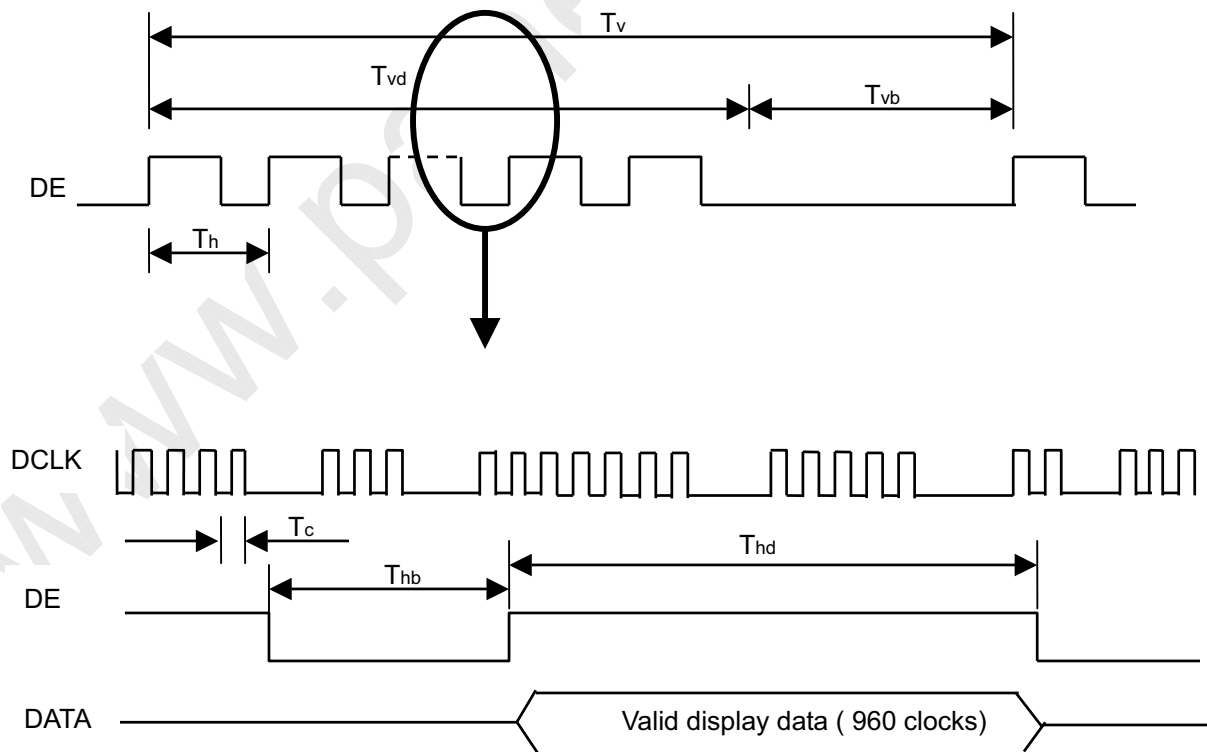 Tv
Tvd
Tvb
DE
Th
DCLK
Tc
Thd
Thb
DE
DATA
Valid display data ( 960 clocks)